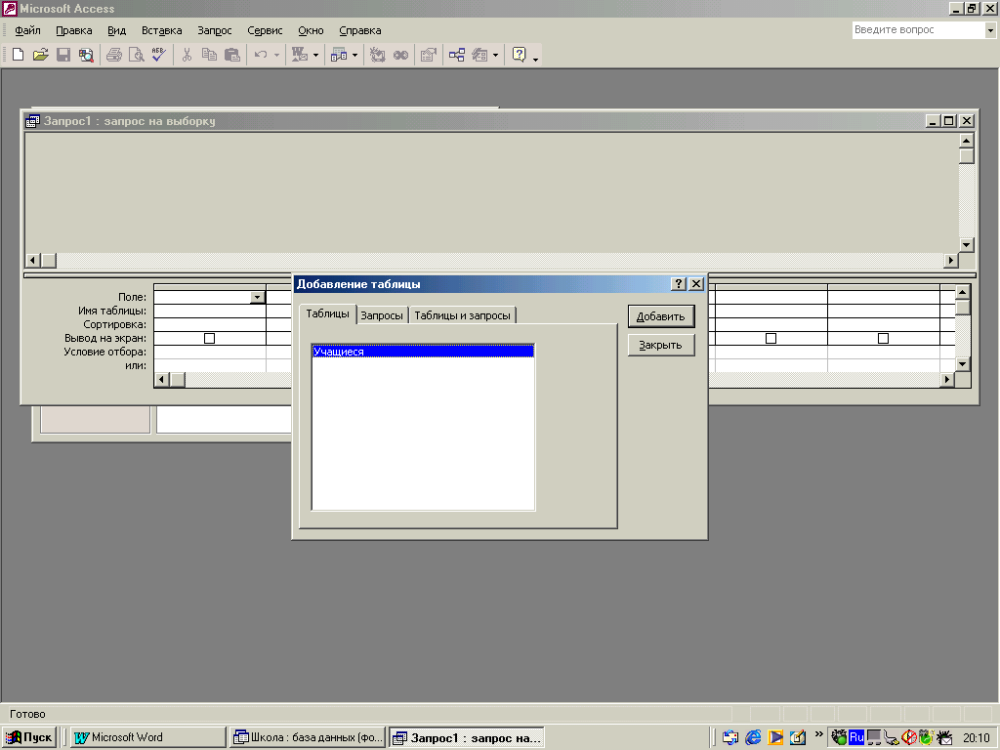 Microsoft Access
Файл Правка Вид Вставка Запрос Сервис Окно Справка
Введите вопрос
Запрос1 : запрос на выборку
Поле:
Имя таблицы:
Сортировка:
Вывод на экран:
Условие отбора:
или:
Добавление таблицы
Таблицы Запросы Таблицы и запросы
Учащиеся
Добавить
Закрыть
Готово
Пуск Microsoft Word Школа : база данных (фо... Запрос1 : запрос на... » Ru 20:10